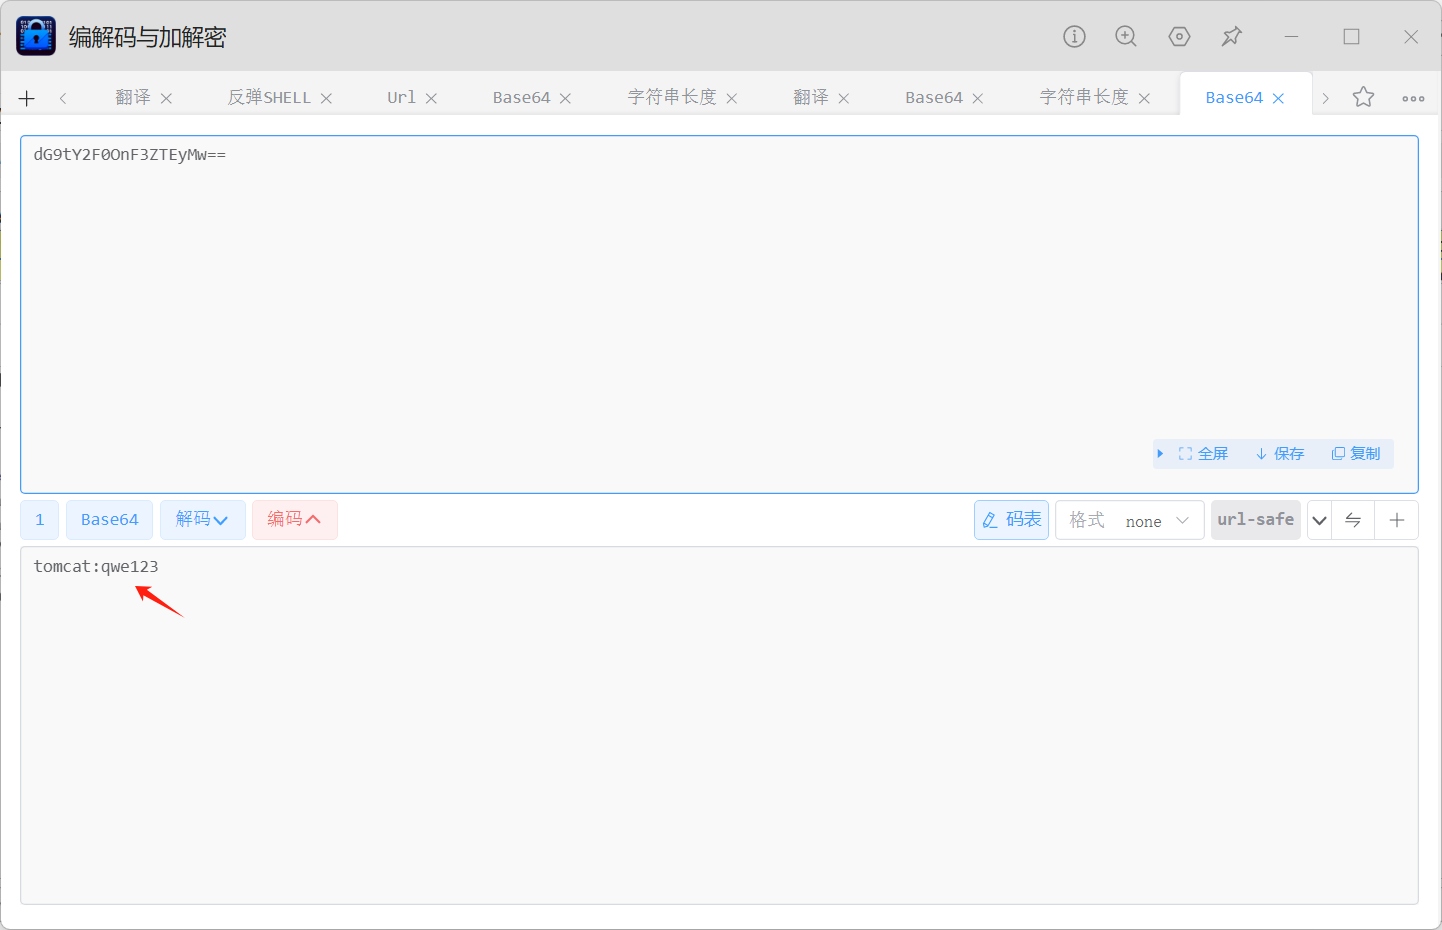 编解码与加解密
翻译 反弹SHELL Url Base64 字符串长度 翻译 Base64 字符串长度 Base64
dG9tY2F0OnF3ZTEyMw==
全屏 保存 复制
1 Base64 解码 编码 码表 格式 none url-safe
tomcat:qwe123